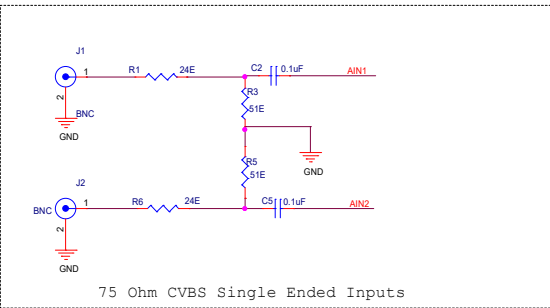 J1
R1 24E C2 0.1uF AIN1
1
R3
2
51E
BNC
GND
R5
GND
51E
J2
R6 24E C5 0.1uF AIN2
BNC 1
2
GND
75 Ohm CVBS Single Ended Inputs